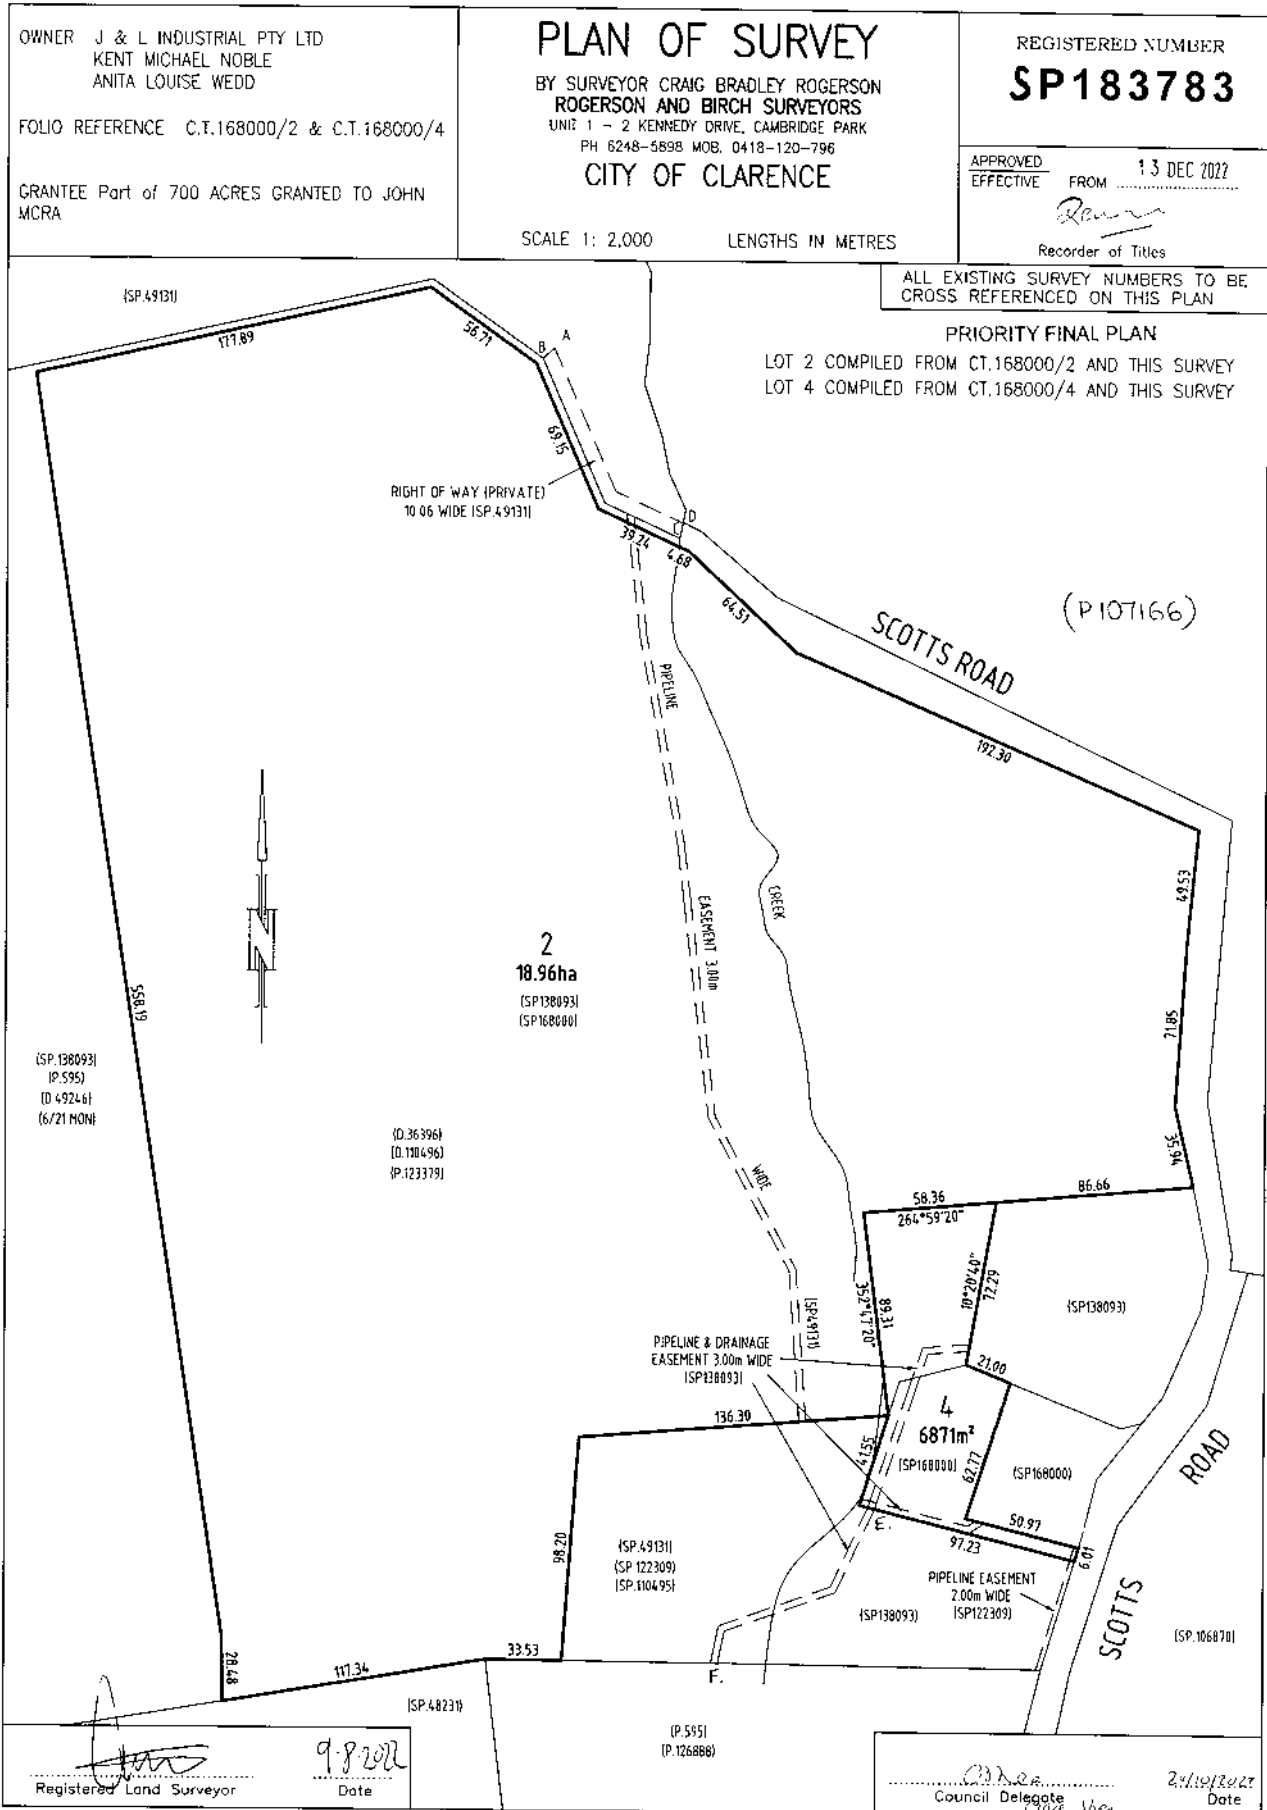 OWNER J & L INDUSTRIAL PTY LTD
KENT MICHAEL NOBLE
ANITA LOUISE WEDD
FOLIO REFERENCE C.T.168000/2 & C.T.168000/4
GRANTEE Part of 700 ACRES GRANTED TO JOHN
MCRA
PLAN OF SURVEY
BY SURVEYOR CRAIG BRADLEY ROGERSON
ROGERSON AND BIRCH SURVEYORS
UNIT 1 - 2 KENNEDY DRIVE, CAMBRIDGE PARK
PH 6248-5898 MOB. 0418-120-796
CITY OF CLARENCE
SCALE 1: 2,000 LENGTHS IN METRES
REGISTERED NUMBER
SP183783
APPROVED
EFFECTIVE FROM 13 DEC 2022
Recorder of Titles
ALL EXISTING SURVEY NUMBERS TO BE
CROSS REFERENCED ON THIS PLAN
PRIORITY FINAL PLAN
LOT 2 COMPILED FROM CT.168000/2 AND THIS SURVEY
LOT 4 COMPILED FROM CT.168000/4 AND THIS SURVEY
(SP.49131)
177.89
56.71
B
A
69.15
RIGHT OF WAY (PRIVATE)
10.06 WIDE (SP.49131)
D
C
39.24
4.68
64.51
(P107166)
SCOTTS ROAD
192.30
PIPELINE
EASEMENT 3.00m
WIDE
(SP49131)
CREEK
49.53
71.85
35.94
2
18.96ha
(SP138093)
(SP168000)
558.19
(SP.138093)
(P.595)
(D.49246)
(6/21 MON)
(D.36396)
(D.110496)
(P.123379)
58.36
264°59'20"
86.66
10°20'40"
72.29
352°47'20"
89.31
(SP138093)
PIPELINE & DRAINAGE
EASEMENT 3.00m WIDE
(SP138093)
21.00
136.30
4
6871m²
(SP168000)
41.55
62.77
(SP168000)
ROAD
E.
50.97
97.23
6.01
98.20
(SP.49131)
(SP 122309)
(SP.110495)
PIPELINE EASEMENT
2.00m WIDE
(SP122309)
(SP138093)
SCOTTS
(SP.106870)
28.48
117.34
33.53
F.
(SP.48231)
(P.595)
(P.126888)
9.8.2022
Registered Land Surveyor Date
24/10/2022
Council Delegate Date